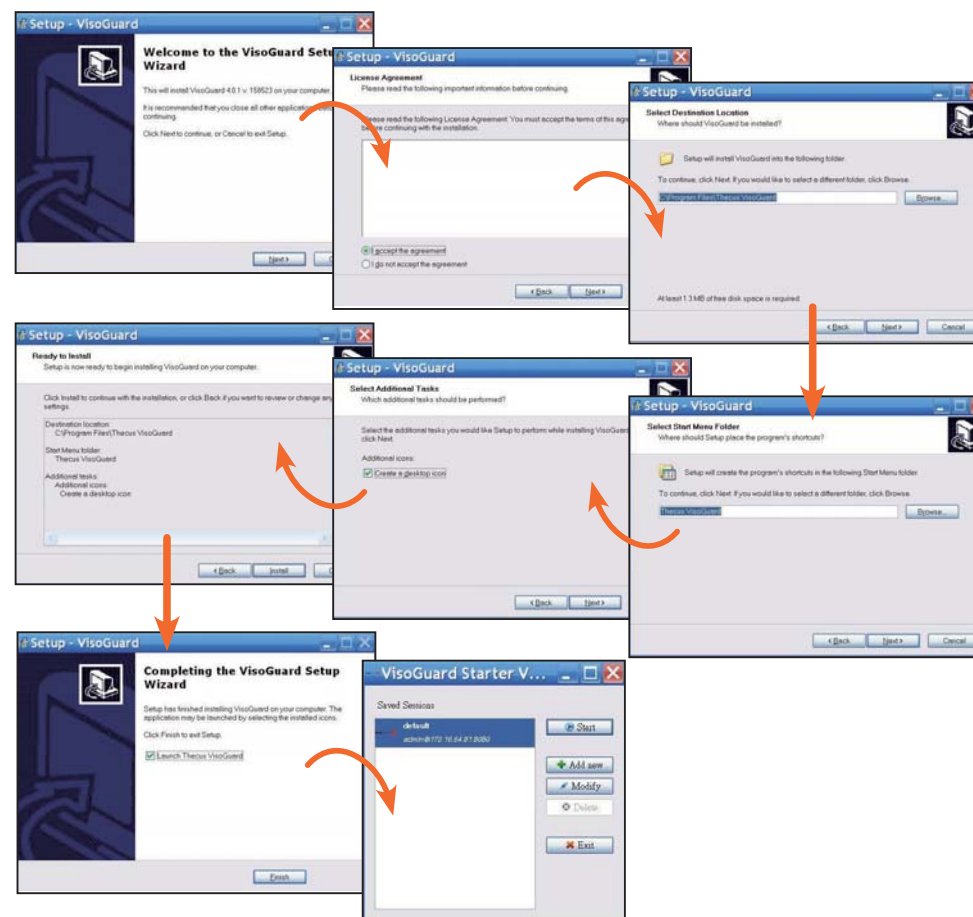 Setup - VisoGuard
Welcome to the VisoGuard Setu
Wizard
This will install VisoGuard 4.0.1 v. 158523 on your computer.
It is recommended that you close all other applications
continuing.
Click Next to continue, or Cancel to exit Setup.
Next >
Setup - VisoGuard
License Agreement
Please read the following important information before continuing.
Please read the following License Agreement. You must accept the terms of this agre
before continuing with the installation.
I accept the agreement
I do not accept the agreement
< Back
Next >
Setup - VisoGuard
Select Destination Location
Where should VisoGuard be installed?
Setup will install VisoGuard into the following folder.
To continue, click Next. If you would like to select a different folder, click Browse.
C:\Program Files\Thecus VisoGuard
Browse...
At least 1.3 MB of free disk space is required.
< Back
Next >
Cancel
Setup - VisoGuard
Select Start Menu Folder
Where should Setup place the program's shortcuts?
Setup will create the program's shortcuts in the following Start Menu folder.
To continue, click Next. If you would like to select a different folder, click Browse.
Thecus VisoGuard
Browse...
< Back
Next >
Cancel
Setup - VisoGuard
Select Additional Tasks
Which additional tasks should be performed?
Select the additional tasks you would like Setup to perform while installing VisoGuard
click Next.
Additional icons:
Create a desktop icon
< Back
Next >
Setup - VisoGuard
Ready to Install
Setup is now ready to begin installing VisoGuard on your computer.
Click Install to continue with the installation, or click Back if you want to review or change any
settings.
Destination location:
C:\Program Files\Thecus VisoGuard
Start Menu folder:
Thecus VisoGuard
Additional tasks:
Additional icons:
Create a desktop icon
< Back
Install
Setup - VisoGuard
Completing the VisoGuard Setup
Wizard
Setup has finished installing VisoGuard on your computer. The
application may be launched by selecting the installed icons.
Click Finish to exit Setup.
Launch Thecus VisoGuard
Finish
VisoGuard Starter V...
Saved Sessions
default
admin@172.16.64.81:8080
Start
Add new
Modify
Delete
Exit